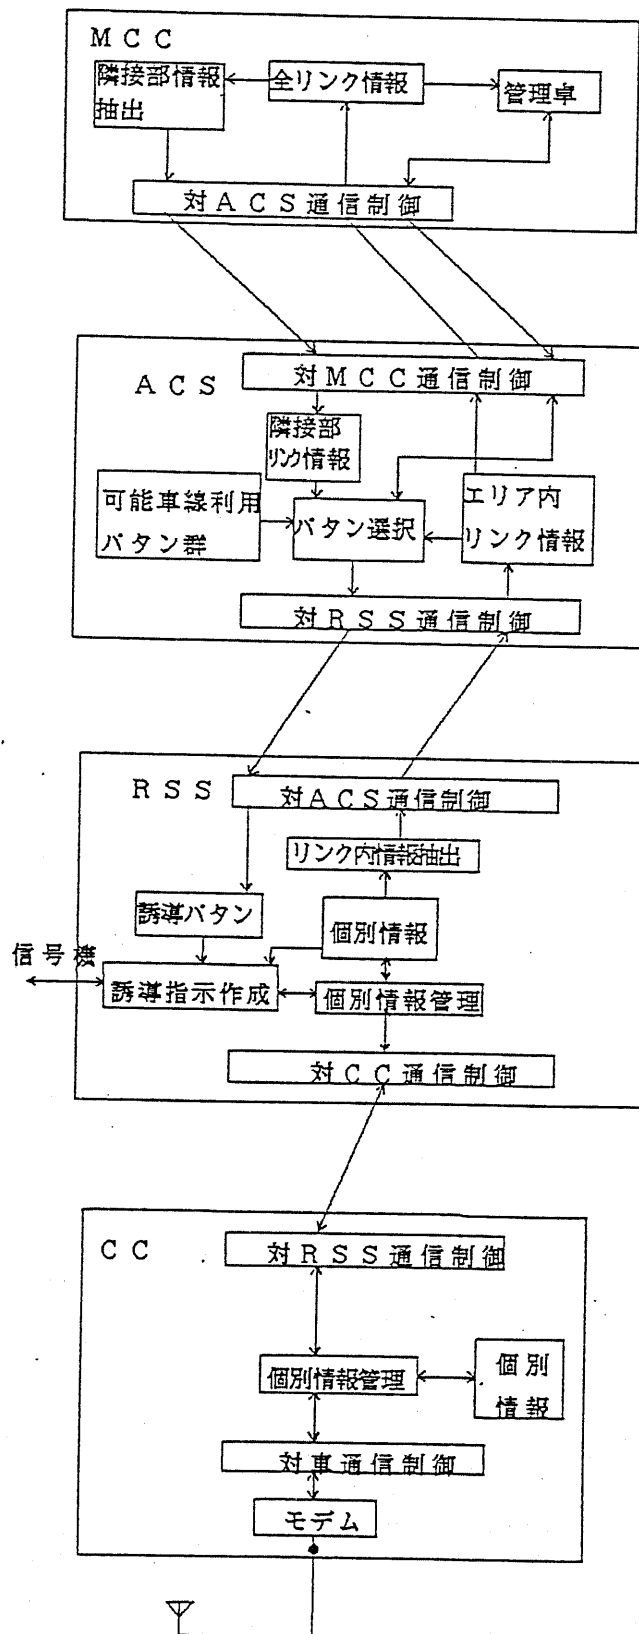 MCC
隣接部情報
抽出
全リンク情報
管理卓
対ACS通信制御
ACS
対MCC通信制御
隣接部
リンク情報
可能車線利用
パタン群
パタン選択
エリア内
リンク情報
対RSS通信制御
RSS
対ACS通信制御
リンク内情報抽出
誘導パタン
個別情報
信号機
誘導指示作成
個別情報管理
対CC通信制御
CC
対RSS通信制御
個別情報管理
個別
情報
対車通信制御
モデム